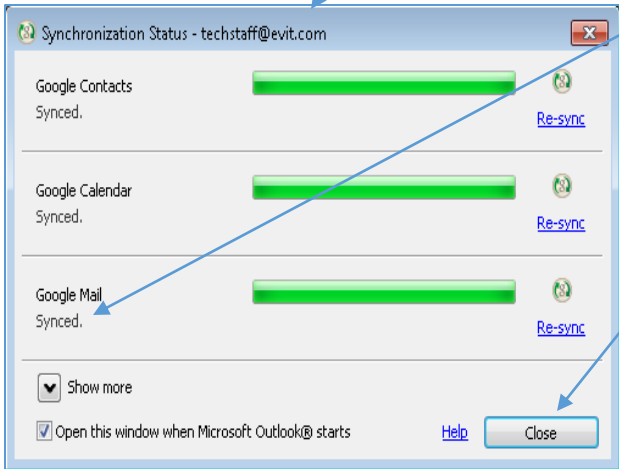 Synchronization Status - techstaff@evit.com
Google Contacts
Synced.
Re-sync
Google Calendar
Synced.
Re-sync
Google Mail
Synced.
Re-sync
Show more
Open this window when Microsoft Outlook® starts
Help
Close